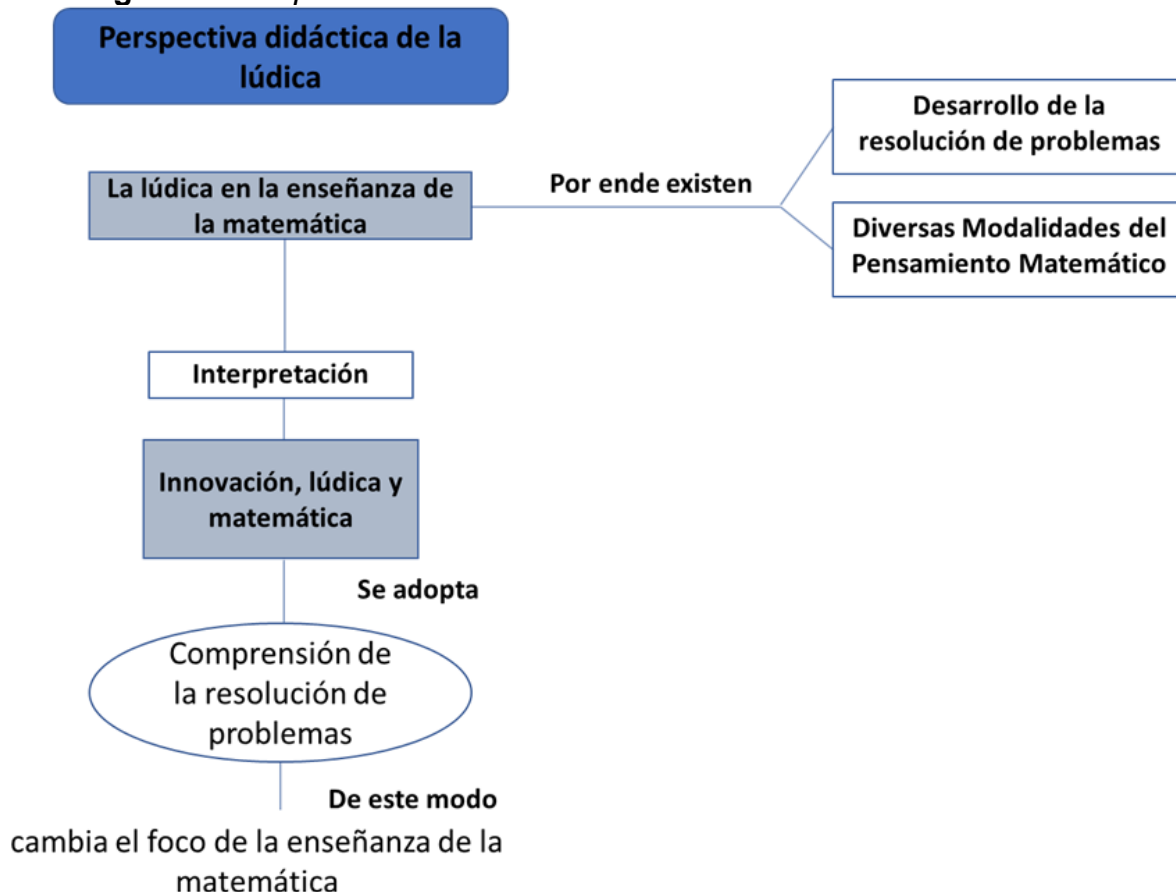 Perspectiva didáctica de la
lúdica
La lúdica en la enseñanza de
la matemática
Por ende existen
Desarrollo de la
resolución de problemas
Diversas Modalidades del
Pensamiento Matemático
Interpretación
Innovación, lúdica y
matemática
Se adopta
Comprensión de
la resolución de
problemas
De este modo
cambia el foco de la enseñanza de la
matemática